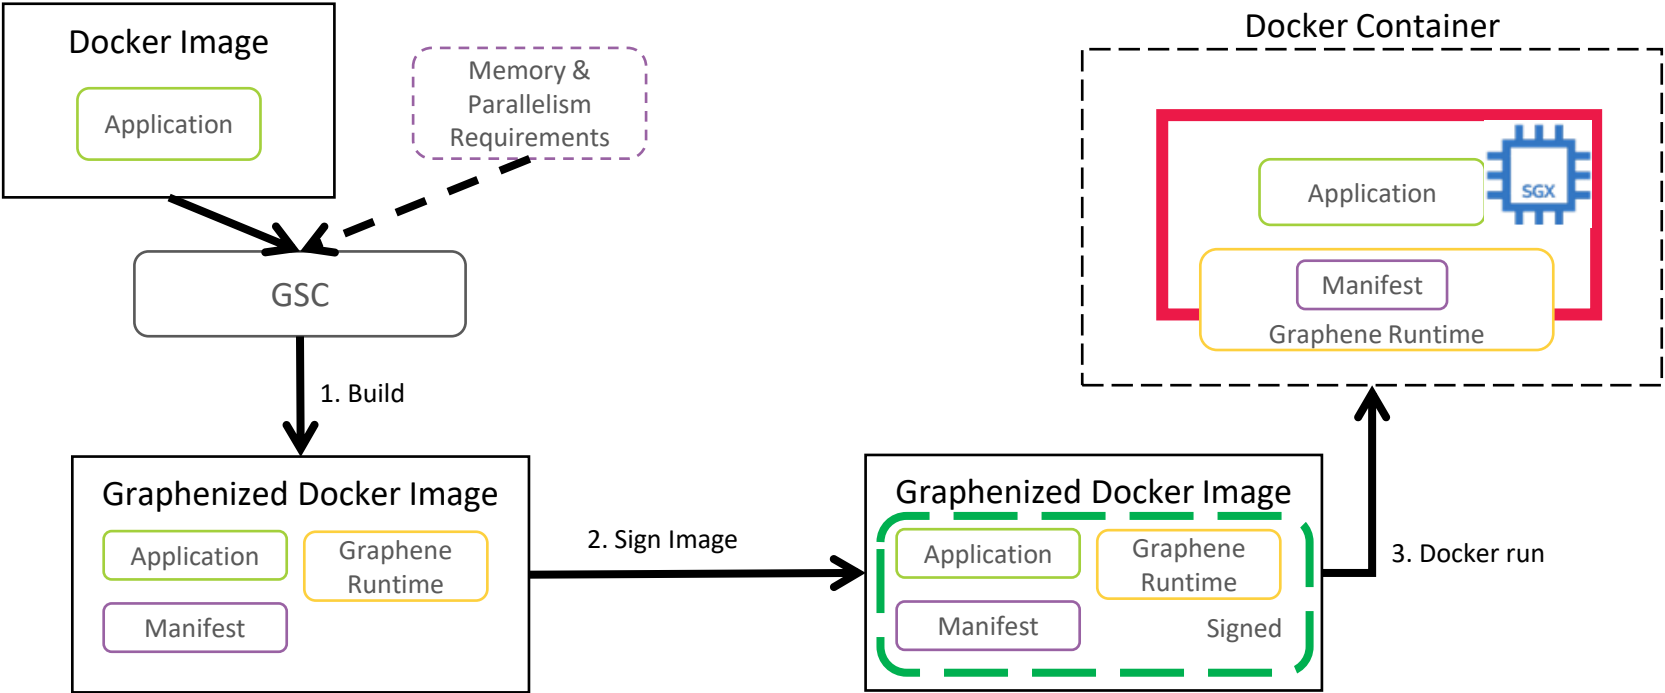 Docker Image
Application
Memory &
Parallelism
Requirements
GSC
1. Build
Graphenized Docker Image
Application
Graphene
Runtime
Manifest
2. Sign Image
Graphenized Docker Image
Application
Graphene
Runtime
Manifest
Signed
3. Docker run
Docker Container
Application
SGX
Manifest
Graphene Runtime